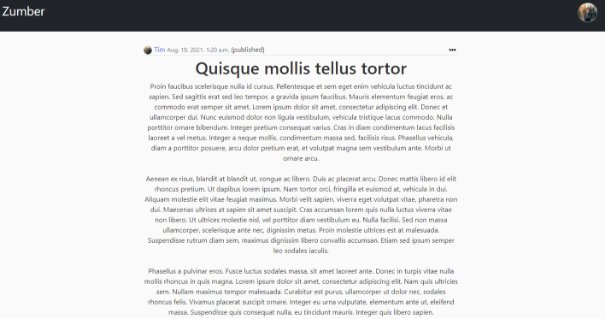 Zumber
Tim Aug. 18, 2021, 1:20 a.m. (published)
Quisque mollis tellus tortor
Proin faucibus scelerisque nulla id cursus. Pellentesque et sem eget enim vehicula luctus tincidunt ac
sapien. Sed sagittis erat sed leo tempor, a gravida ipsum faucibus. Mauris elementum feugiat eros, ac
commodo erat semper sit amet. Lorem ipsum dolor sit amet, consectetur adipiscing elit. Donec et
ullamcorper dui. Nunc euismod dolor non ligula vestibulum, vehicula tristique lacus commodo. Nulla
porttitor ornare bibendum. Integer pretium consequat varius. Cras in diam condimentum lacus facilisis
laoreet a vel metus. Integer a neque mollis, condimentum massa sed, facilisis risus. Phasellus vehicula,
diam a porttitor posuere, arcu dolor pretium erat, et volutpat magna sem vestibulum ante. Morbi ut
ornare arcu.
Aenean ex risus, blandit at blandit ut, congue ac libero. Duis ac placerat arcu. Donec mattis libero id elit
rhoncus pretium. Ut dapibus lorem ipsum. Nam tortor orci, fringilla et euismod at, vehicula in dui.
Aliquam molestie elit vitae feugiat maximus. Morbi velit sapien, viverra eget volutpat vitae, pharetra non
dui. Maecenas ultrices at sapien sit amet suscipit. Cras accumsan lorem quis nulla luctus viverra vitae
non libero. Ut ultrices molestie nisl, vel porttitor diam vestibulum eu. Nulla facilisi. Sed non massa
ullamcorper, scelerisque ante nec, dignissim metus. Proin molestie ultrices est at malesuada.
Suspendisse rutrum diam sem, maximus dignissim libero convallis accumsan. Etiam sed ipsum semper
leo sodales iaculis.
Phasellus a pulvinar eros. Fusce luctus sodales massa, sit amet laoreet ante. Donec in turpis vitae nulla
mollis rhoncus in quis magna. Lorem ipsum dolor sit amet, consectetur adipiscing elit. Nam quis ultricies
sem. Nullam maximus tempor malesuada. Curabitur est purus, ullamcorper ut dolor nec, sodales
rhoncus felis. Vivamus placerat suscipit ornare. Integer eu urna vulputate, elementum ante ut, eleifend
massa. Suspendisse quis consequat nulla, eu tincidunt mauris. Integer quis libero sapien.